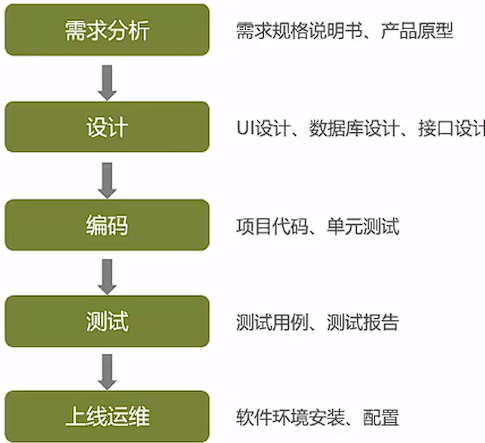 需求分析
需求规格说明书、产品原型
设计
UI设计、数据库设计、接口设计
编码
项目代码、单元测试
测试
测试用例、测试报告
上线运维
软件环境安装、配置